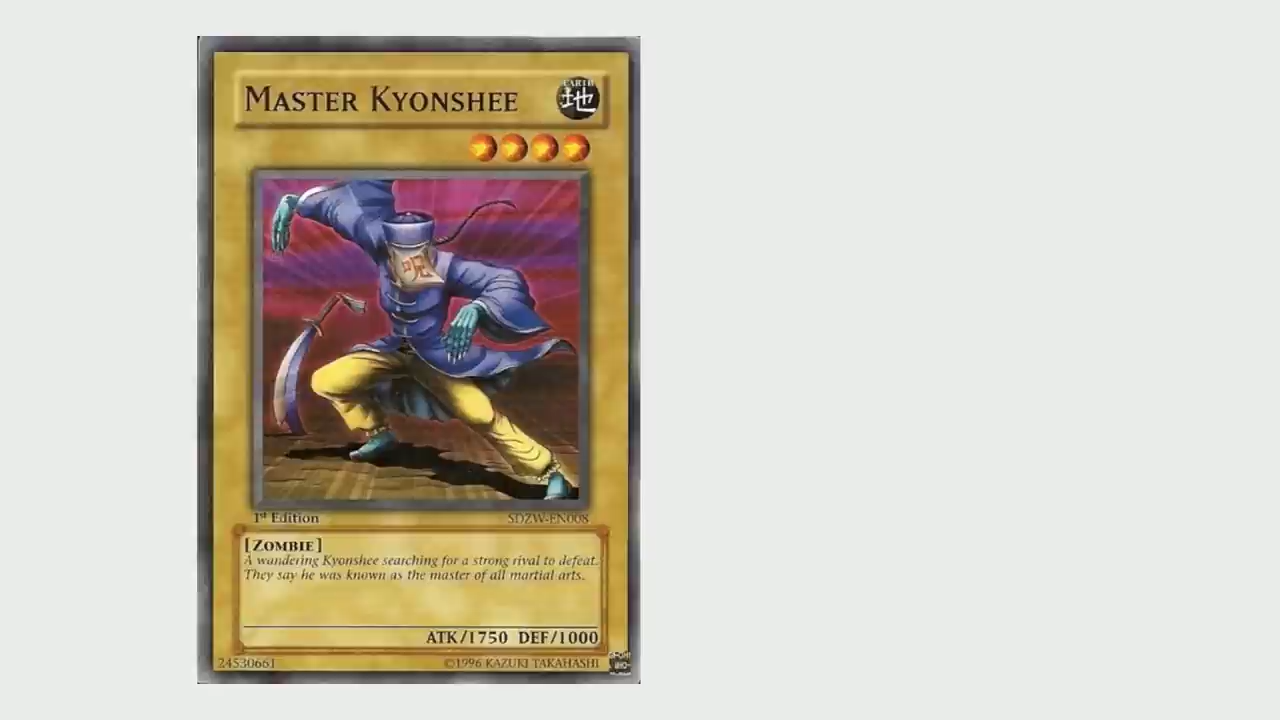 MASTER KYONSHEE
EARTH
地
呪
1st Edition
SDZW-EN008
[ZOMBIE]
A wandering Kyonshee searching for a strong rival to defeat.
They say he was known as the master of all martial arts.
ATK/1750 DEF/1000
24530661
©1996 KAZUKI TAKAHASHI